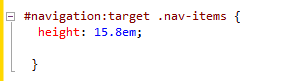 #navigation:target .nav-items {
height: 15.8em;
}